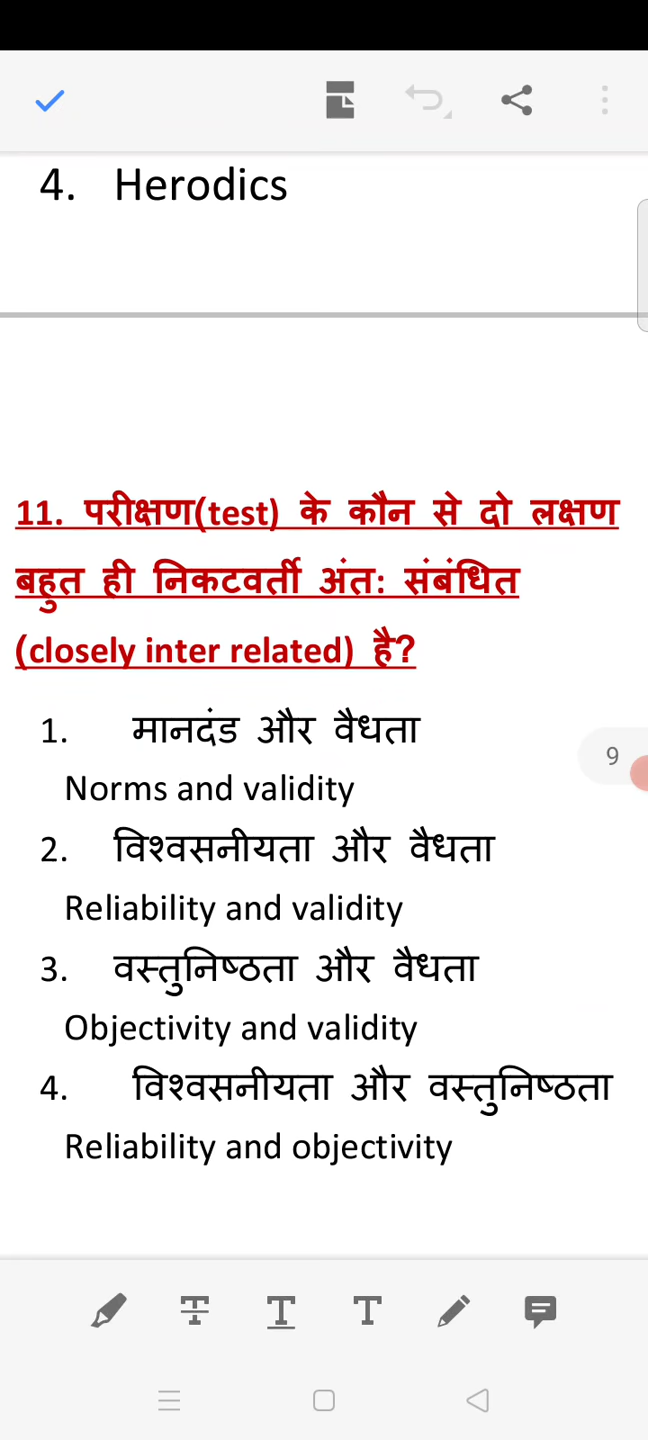 4. Herodics
11. परीक्षण(test) के कौन से दो लक्षण
बहुत ही निकटवर्ती अंत: संबंधित
(closely inter related) है?
1. मानदंड और वैधता
Norms and validity
9
2. विश्वसनीयता और वैधता
Reliability and validity
3. वस्तुनिष्ठता और वैधता
Objectivity and validity
4. विश्वसनीयता और वस्तुनिष्ठता
Reliability and objectivity